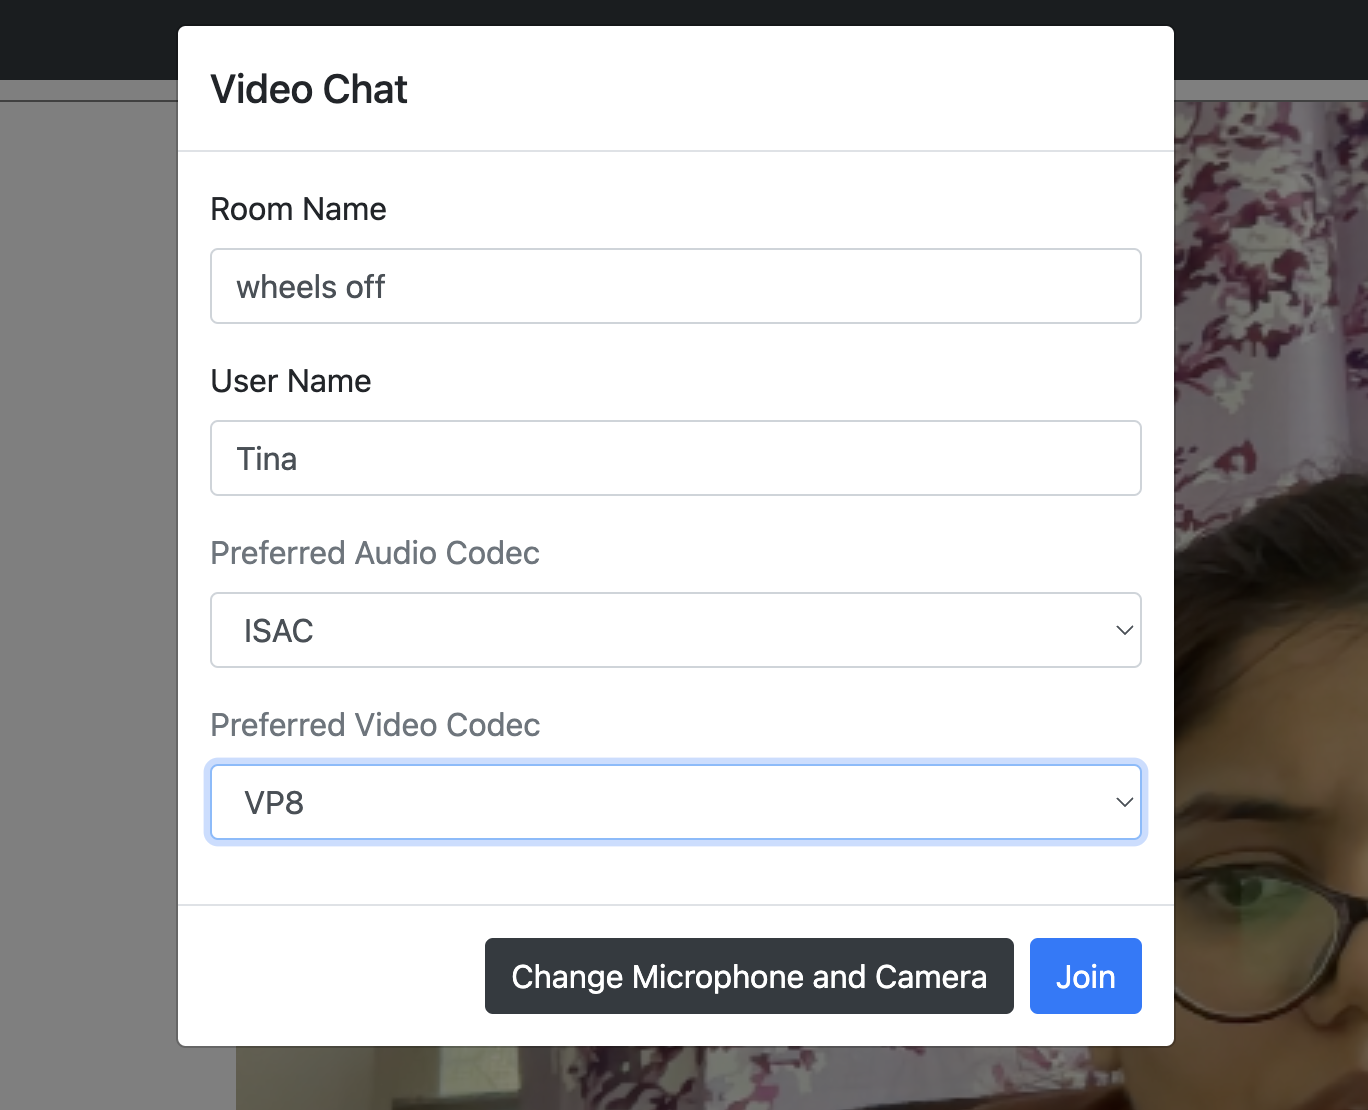 Video Chat
Room Name
wheels off
User Name
Tina
Preferred Audio Codec
ISAC
Preferred Video Codec
VP8
Change Microphone and Camera
Join